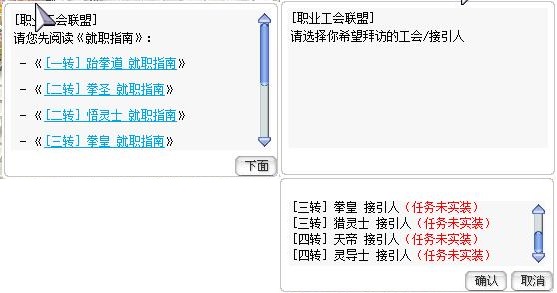 [职业工会联盟]
请您先阅读《就职指南》:
- 《[一转] 跆拳道 就职指南》
- 《[二转] 拳圣 就职指南》
- 《[二转] 悟灵士 就职指南》
- 《[三转] 拳皇 就职指南》
下面
[职业工会联盟]
请选择你希望拜访的工会/接引人
[三转] 拳皇 接引人(任务未实装)
[三转] 猎灵士 接引人(任务未实装)
[四转] 天帝 接引人(任务未实装)
[四转] 灵导士 接引人(任务未实装)
确认
取消